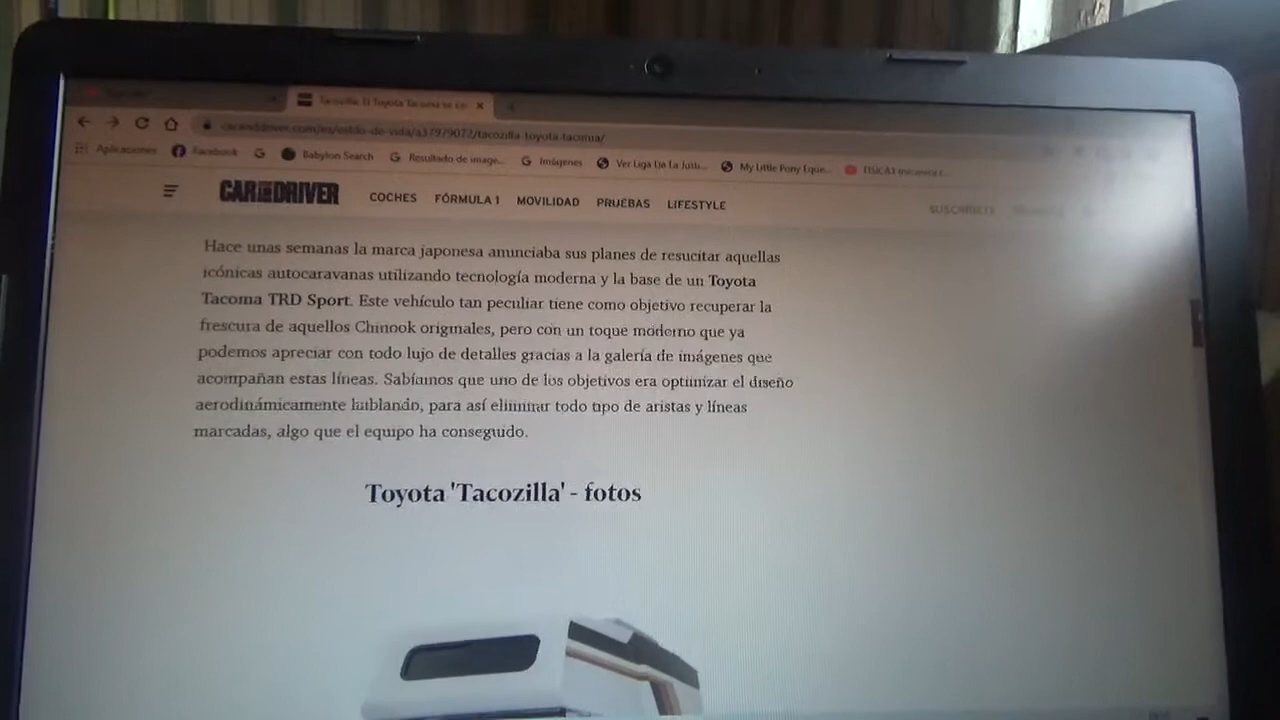 Tacozilla: El Toyota Tacoma se co
caranddriver.com/es/estilo-de-vida/a37979072/tacozilla-toyota-tacoma/
Aplicaciones Facebook Babylon Search Resultado de image... Imágenes Ver Liga De La Justi... My Little Pony Eque...
CAR AND DRIVER COCHES FÓRMULA 1 MOVILIDAD PRUEBAS LIFESTYLE SUSCRÍBETE
Hace unas semanas la marca japonesa anunciaba sus planes de resucitar aquellas
icónicas autocaravanas utilizando tecnología moderna y la base de un Toyota
Tacoma TRD Sport. Este vehículo tan peculiar tiene como objetivo recuperar la
frescura de aquellos Chinook originales, pero con un toque moderno que ya
podemos apreciar con todo lujo de detalles gracias a la galería de imágenes que
acompañan estas líneas. Sabíamos que uno de los objetivos era optimizar el diseño
aerodinámicamente hablando, para así eliminar todo tipo de aristas y líneas
marcadas, algo que el equipo ha conseguido.
Toyota 'Tacozilla' - fotos